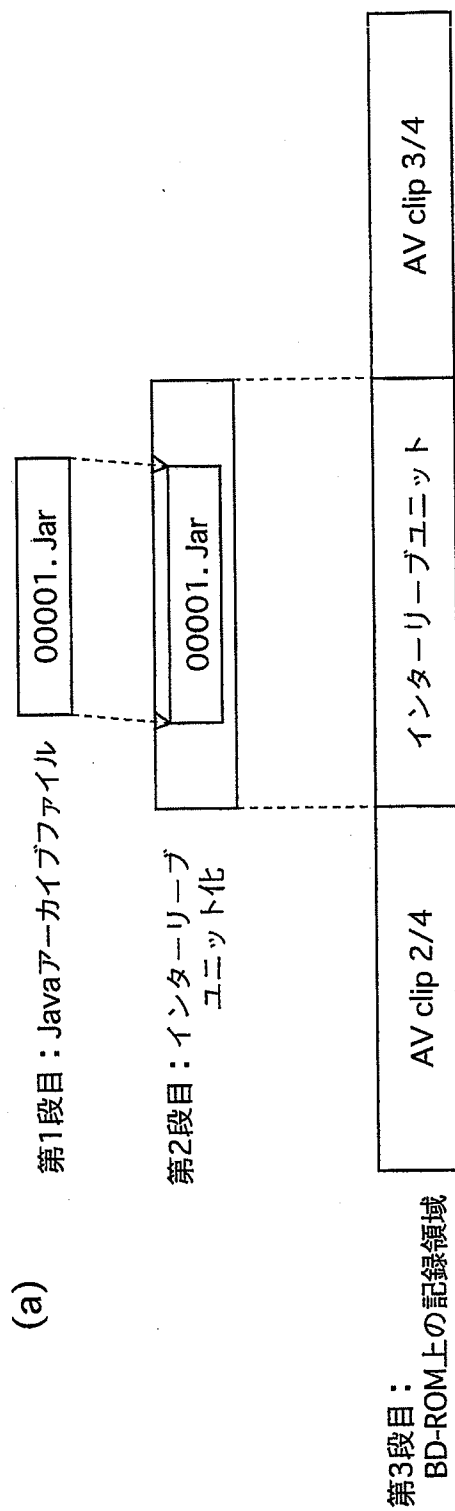 (a)
第1段目：Javaアーカイブファイル
00001. Jar
第2段目：インターリーブ
ユニット化
00001. Jar
第3段目：
BD-ROM上の記録領域
AV clip 2/4
インターリーブユニット
AV clip 3/4